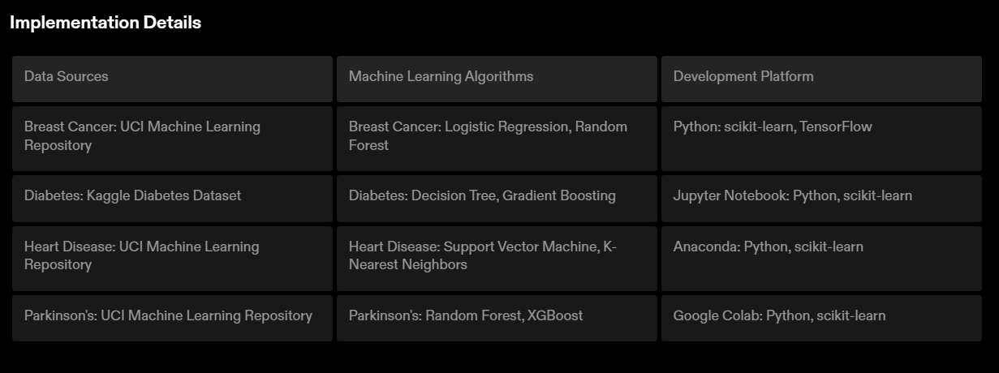 Implementation Details
Data Sources
Machine Learning Algorithms
Development Platform
Breast Cancer: UCI Machine Learning
Repository
Breast Cancer: Logistic Regression, Random
Forest
Python: scikit-learn, TensorFlow
Diabetes: Kaggle Diabetes Dataset
Diabetes: Decision Tree, Gradient Boosting
Jupyter Notebook: Python, scikit-learn
Heart Disease: UCI Machine Learning
Repository
Heart Disease: Support Vector Machine, K-
Nearest Neighbors
Anaconda: Python, scikit-learn
Parkinson's: UCI Machine Learning Repository
Parkinson's: Random Forest, XGBoost
Google Colab: Python, scikit-learn